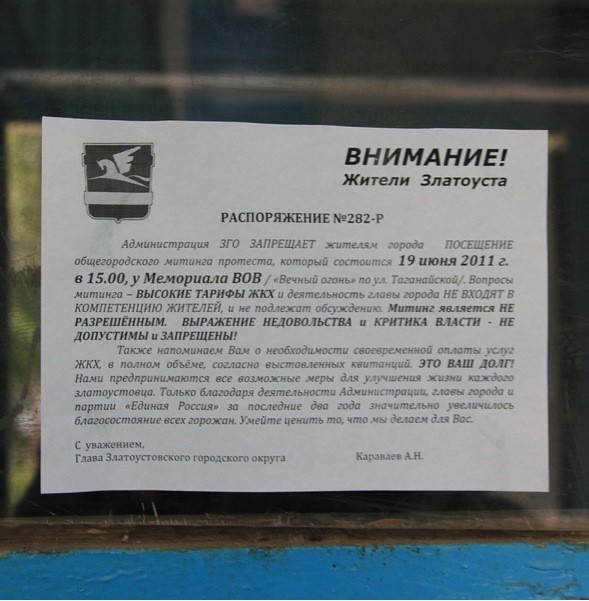 ВНИМАНИЕ!
Жители Златоуста
РАСПОРЯЖЕНИЕ №282-Р
Администрация ЗГО ЗАПРЕЩАЕТ жителям города ПОСЕЩЕНИЕ
общегородского митинга протеста, который состоится 19 июня 2011 г.
в 15.00, у Мемориала ВОВ / «Вечный огонь» по ул. Таганайской/. Вопросы
митинга – ВЫСОКИЕ ТАРИФЫ ЖКХ и деятельность главы города НЕ ВХОДЯТ В
КОМПЕТЕНЦИЮ ЖИТЕЛЕЙ, и не подлежат обсуждению. Митинг является НЕ
РАЗРЕШЁННЫМ. ВЫРАЖЕНИЕ НЕДОВОЛЬСТВА и КРИТИКА ВЛАСТИ - НЕ
ДОПУСТИМЫ и ЗАПРЕЩЕНЫ!
Также напоминаем Вам о необходимости своевременной оплаты услуг
ЖКХ, в полном объёме, согласно выставленных квитанций. ЭТО ВАШ ДОЛГ!
Нами предпринимаются все возможные меры для улучшения жизни каждого
златоустовца. Только благодаря деятельности Администрации, главы города и
партии «Единая Россия» за последние два года значительно увеличилось
благосостояние всех горожан. Умейте ценить то, что мы делаем для Вас.
С уважением,
Глава Златоустовского городского округа Караваев А.Н.